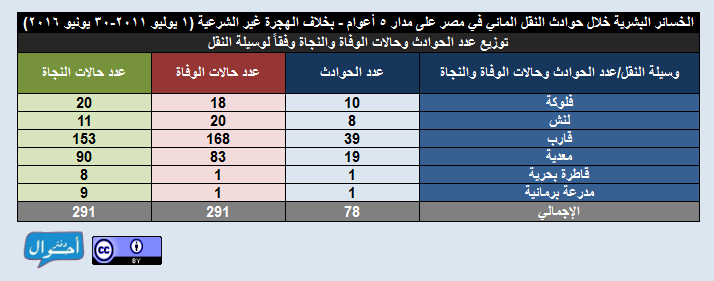 الخسائر البشرية خلال حوادث النقل المائي في مصر على مدار ٥ أعوام - بخلاف الهجرة غير الشرعية (١ يوليو ٢٠١١-٣٠ يونيو ٢٠١٦)
توزيع عدد الحوادث وحالات الوفاة والنجاة وفقاً لوسيلة النقل
وسيلة النقل/عدد الحوادث وحالات الوفاة والنجاة عدد الحوادث عدد حالات الوفاة عدد حالات النجاة
فلوكة 10 18 20
لنش 8 20 11
قارب 39 168 153
معدية 19 83 90
قاطرة بحرية 1 1 8
مدرعة برمائية 1 1 9
الإجمالي 78 291 291
دفتر أحوال
cc BY